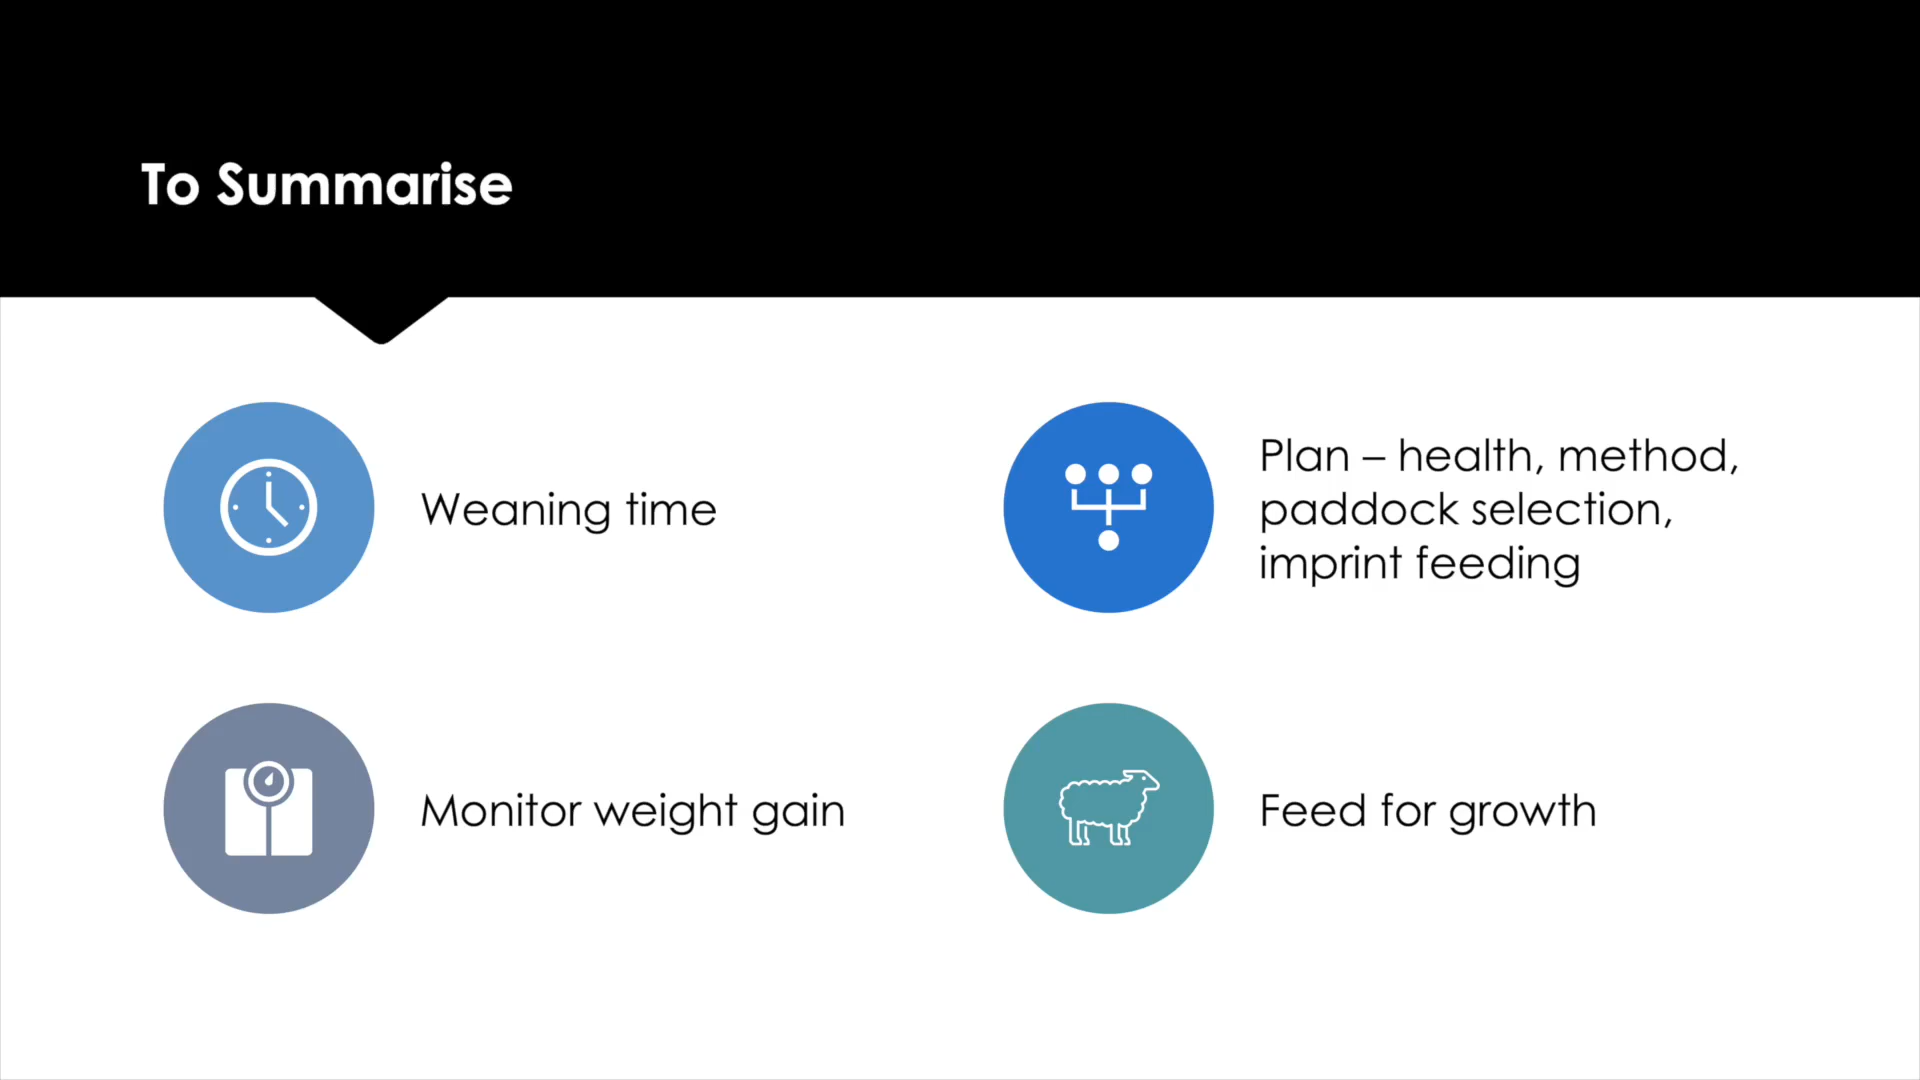 To Summarise
Weaning time
Plan – health, method,
paddock selection,
imprint feeding
Monitor weight gain
Feed for growth